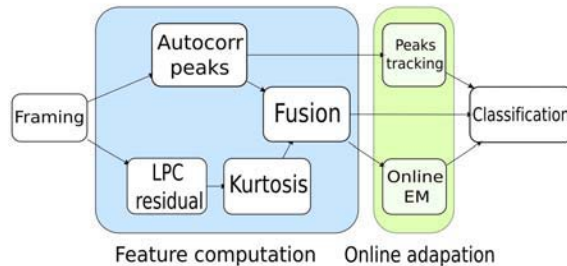 Autocorr
peaks
Peaks
tracking
Framing
Fusion
Classification
LPC
residual
Kurtosis
Online
EM
Feature computation
Online adapation